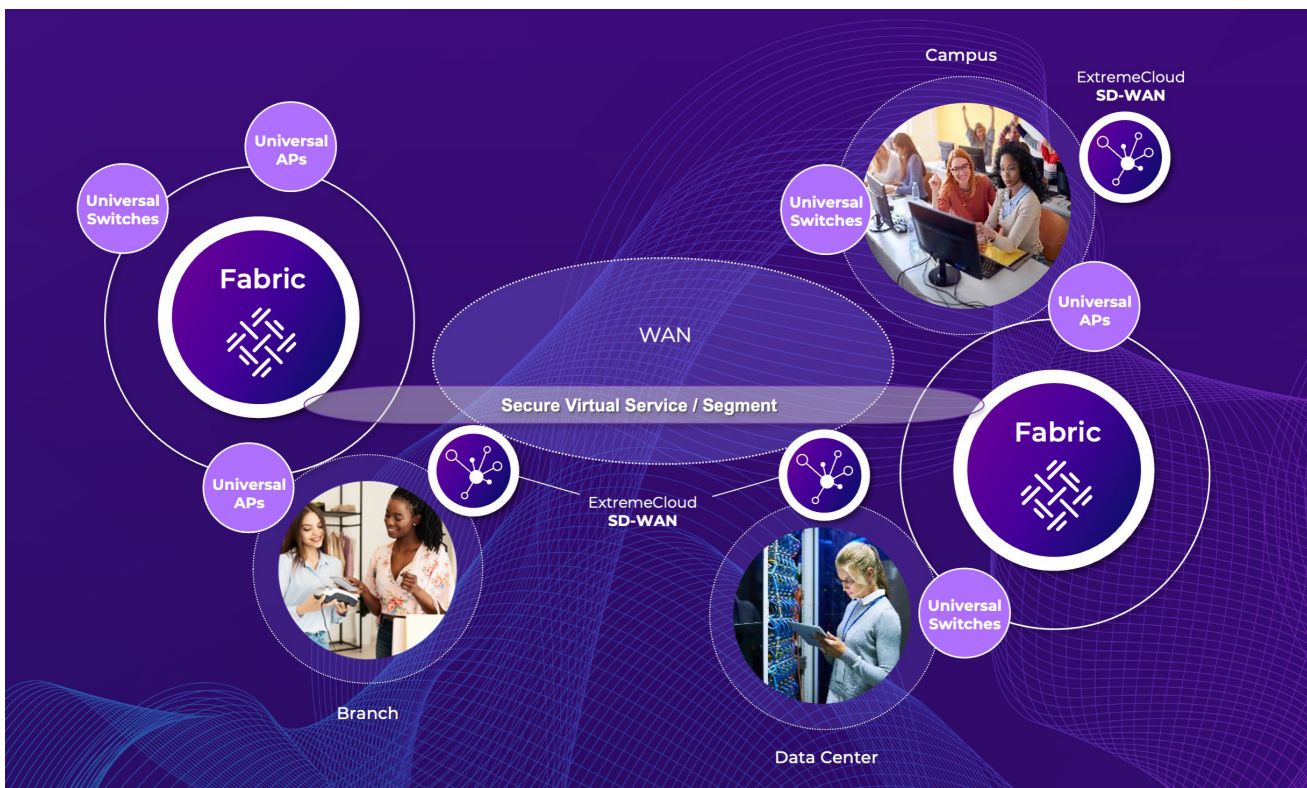 Campus
ExtremeCloud
SD-WAN
Universal
APs
Universal
Switches
Universal
Switches
Fabric
Universal
APs
WAN
Secure Virtual Service / Segment
Fabric
Universal
APs
ExtremeCloud
SD-WAN
Universal
Switches
Branch
Data Center